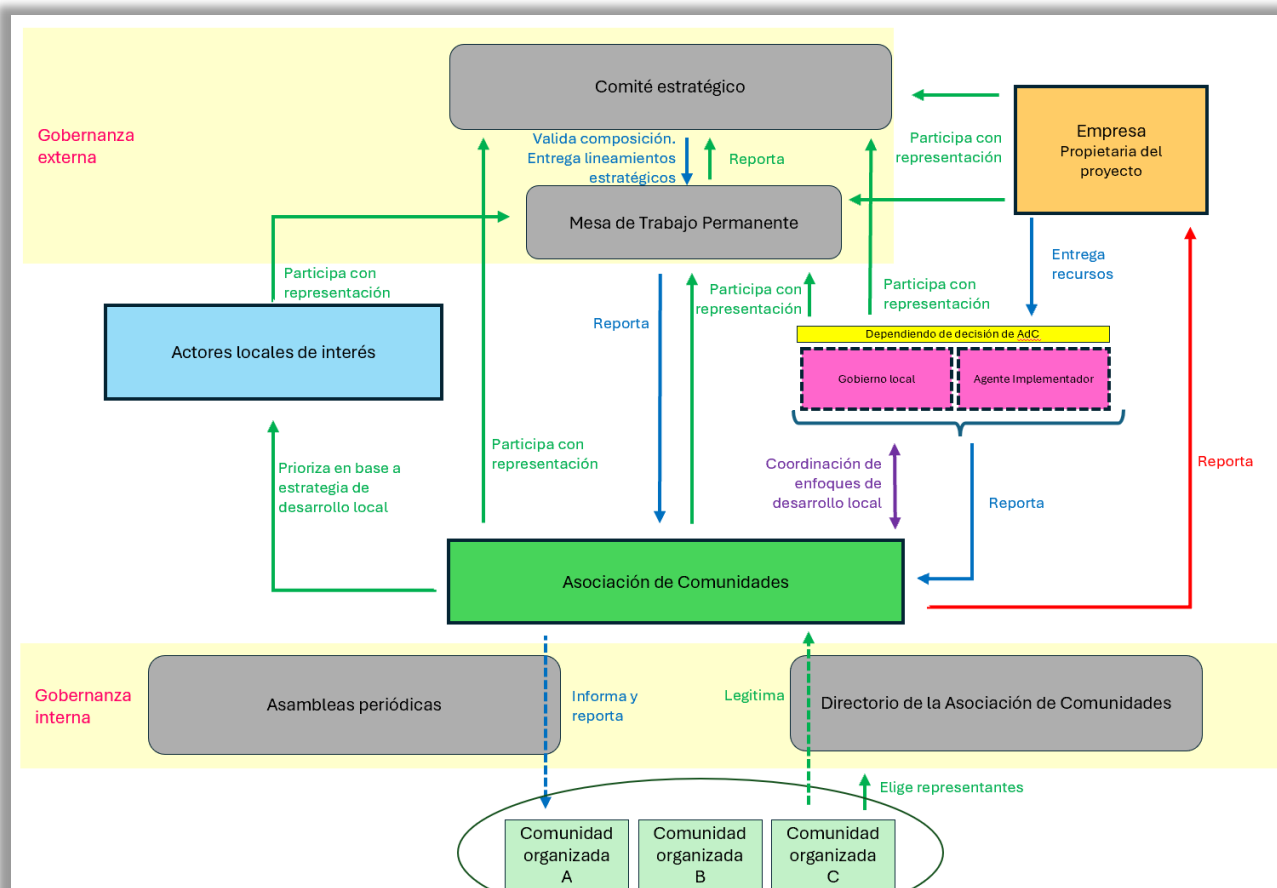 Comité estratégico
Gobernanza
externa
Valida composición.
Entrega lineamientos
estratégicos
Reporta
Participa con
representación
Empresa
Propietaria del
proyecto
Mesa de Trabajo Permanente
Participa con
representación
Entrega
recursos
Participa con
representación
Participa con
representación
Reporta
Dependiendo de decisión de AdC
Gobierno local
Agente Implementador
Actores locales de interés
Participa con
representación
Prioriza en base a
estrategia de
desarrollo local
Coordinación de
enfoques de
desarrollo local
Reporta
Reporta
Asociación de Comunidades
Gobernanza
interna
Asambleas periódicas
Informa y
reporta
Legitima
Directorio de la Asociación de Comunidades
Elige representantes
Comunidad
organizada
A
Comunidad
organizada
B
Comunidad
organizada
C